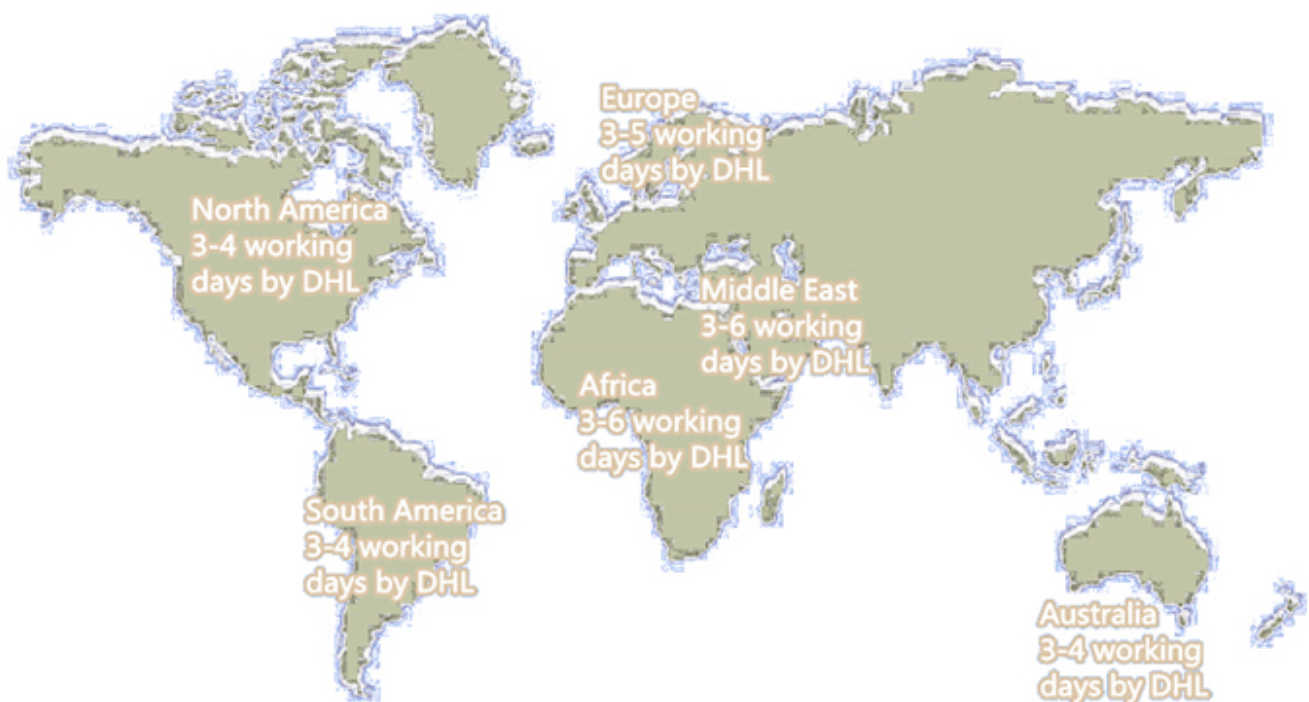 Europe
3-5 working
days by DHL
North America
3-4 working
days by DHL
Middle East
3-6 working
days by DHL
Africa
3-6 working
days by DHL
South America
3-4 working
days by DHL
Australia
3-4 working
days by DHL